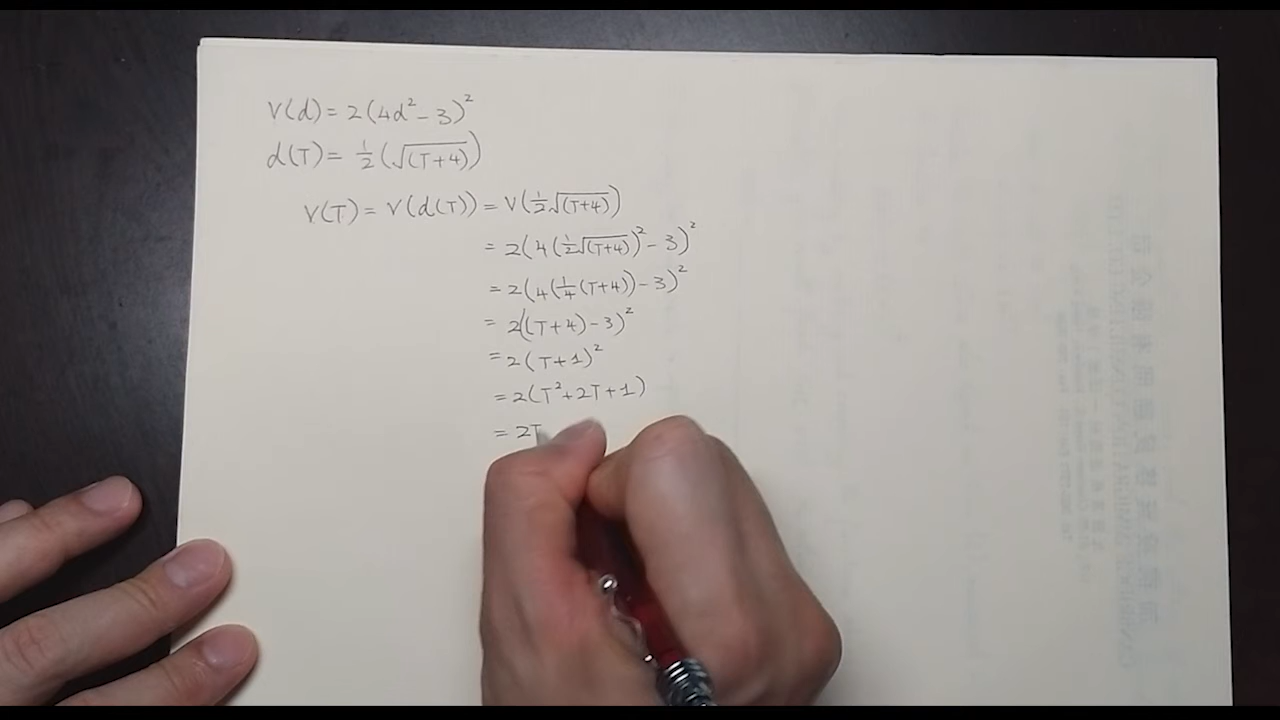 V(d) = 2(4d² - 3)²
d(T) = ½(√(T+4))
V(T) = V(d(T)) = V(½√(T+4))
= 2(4(½√(T+4))² - 3)²
= 2(4(¼(T+4)) - 3)²
= 2((T+4) - 3)²
= 2(T+1)²
= 2(T² + 2T + 1)
= 2T